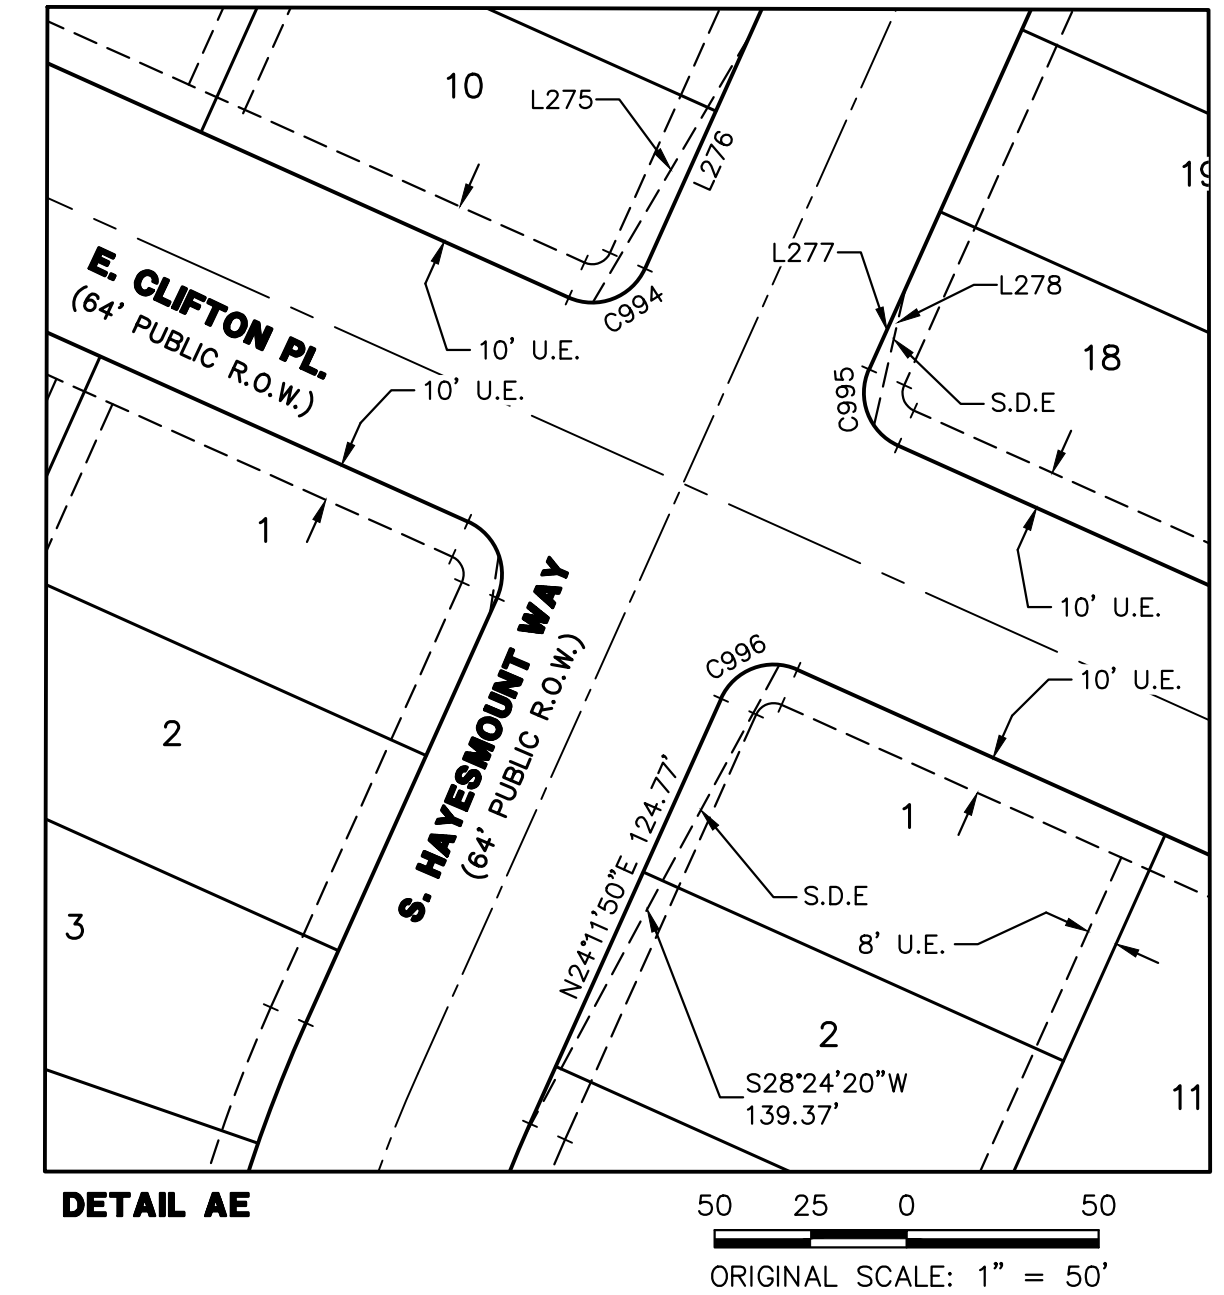 10
L275
L276
19
E. CLIFTON PL.
(64' PUBLIC R.O.W.)
L277
L278
C994
10' U.E.
18
10' U.E.
C995
S.D.E
1
10' U.E.
S. HAYESMOUNT WAY
(64' PUBLIC R.O.W.)
C996
10' U.E.
2
N24°11'50"E 124.77'
1
S.D.E
3
8' U.E.
2
S28°24'20"W
139.37'
11
DETAIL AE
50 25 0 50
ORIGINAL SCALE: 1" = 50'